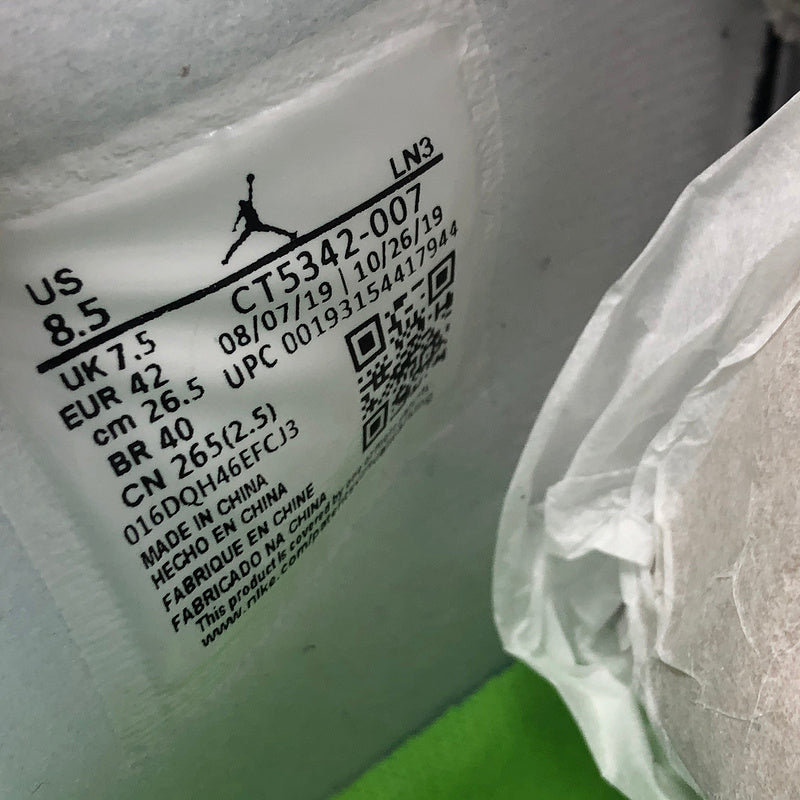 LN3
US
8.5
CT5342-007
08/07/19 | 10/26/19
UPC 00193154417944
UK 7.5
EUR 42
cm 26.5
BR 40
CN 265(2.5)
016DQH46EFCJ3
MADE IN CHINA
HECHO EN CHINA
FABRIQUE EN CHINE
FABRICADO NA CHINA
This product is covered by
www.nike.com/patents